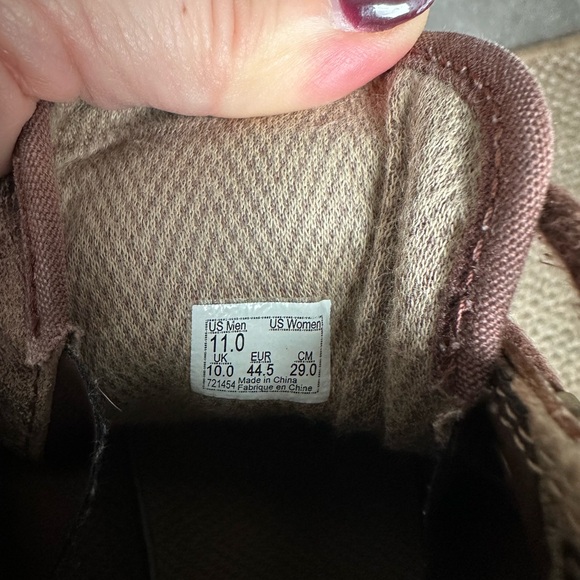 US Men US Women
11.0
UK EUR CM
10.0 44.5 29.0
721454 Made in China
Fabrique en Chine